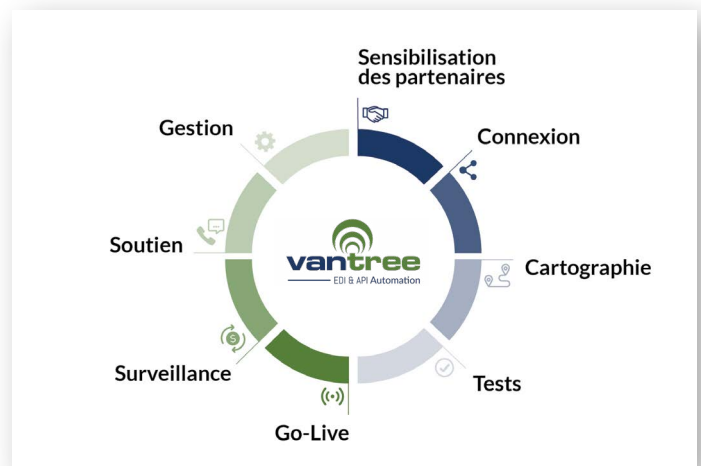 Sensibilisation
des partenaires
Connexion
Cartographie
Tests
Go-Live
Surveillance
Soutien
Gestion
vantree
EDI & API Automation
S